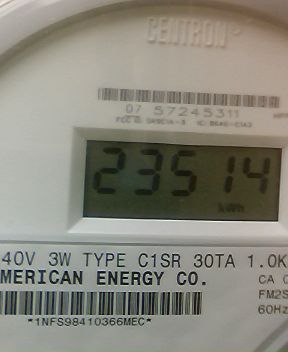 CENTRON
07 57245311
23514
kWh
40V 3W TYPE C1SR 30TA 1.0K
MERICAN ENERGY CO.
CA
FM2S
60Hz
*1NFS98410366MEC*